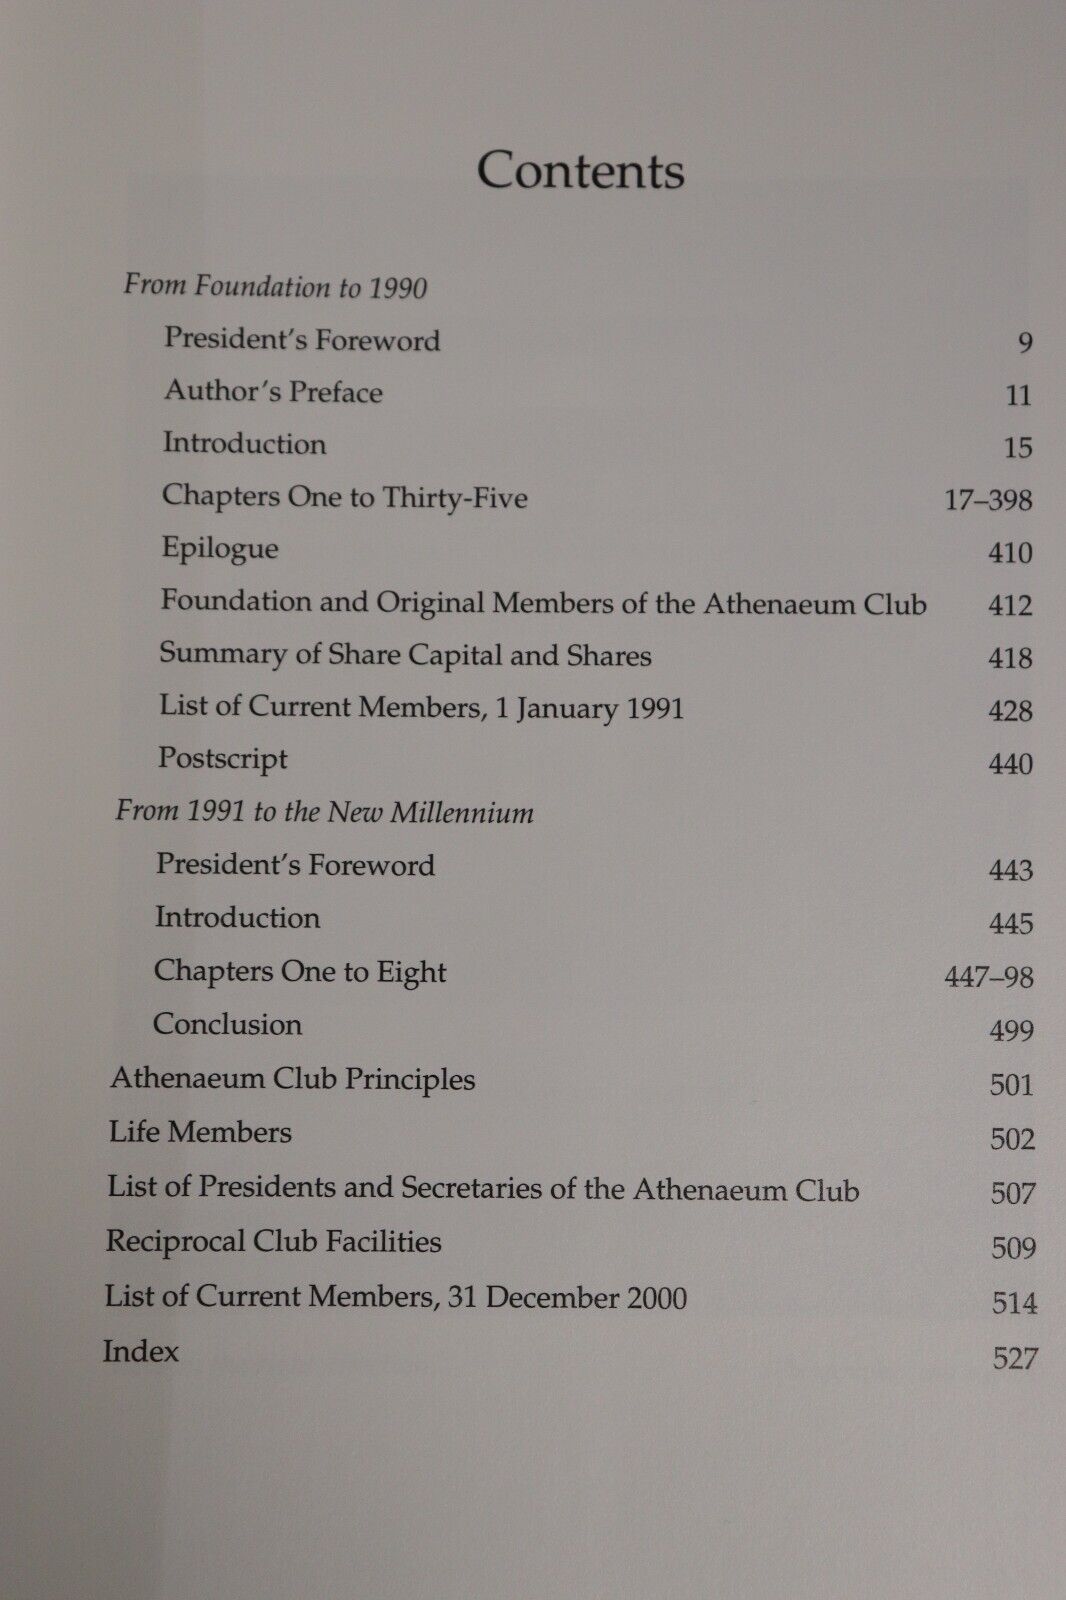 Contents
From Foundation to 1990
President's Foreword 9
Author's Preface 11
Introduction 15
Chapters One to Thirty-Five 17–398
Epilogue 410
Foundation and Original Members of the Athenaeum Club 412
Summary of Share Capital and Shares 418
List of Current Members, 1 January 1991 428
Postscript 440
From 1991 to the New Millennium
President's Foreword 443
Introduction 445
Chapters One to Eight 447–98
Conclusion 499
Athenaeum Club Principles 501
Life Members 502
List of Presidents and Secretaries of the Athenaeum Club 507
Reciprocal Club Facilities 509
List of Current Members, 31 December 2000 514
Index 527